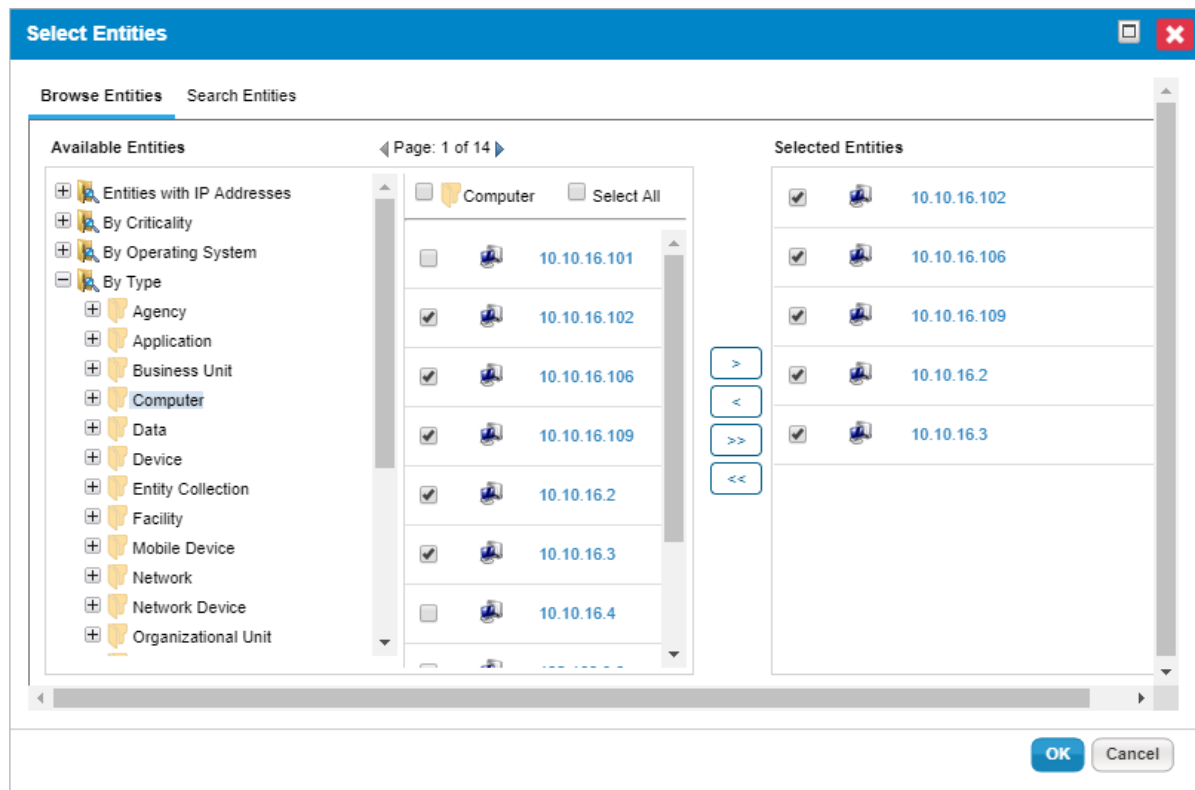 Select Entities
Browse Entities Search Entities
Available Entities
Page: 1 of 14
Selected Entities
Entities with IP Addresses
By Criticality
By Operating System
By Type
Agency
Application
Business Unit
Computer
Data
Device
Entity Collection
Facility
Mobile Device
Network
Network Device
Organizational Unit
Computer Select All
10.10.16.101
10.10.16.102
10.10.16.106
10.10.16.109
10.10.16.2
10.10.16.3
10.10.16.4
>
<
>>
<<
10.10.16.102
10.10.16.106
10.10.16.109
10.10.16.2
10.10.16.3
OK Cancel